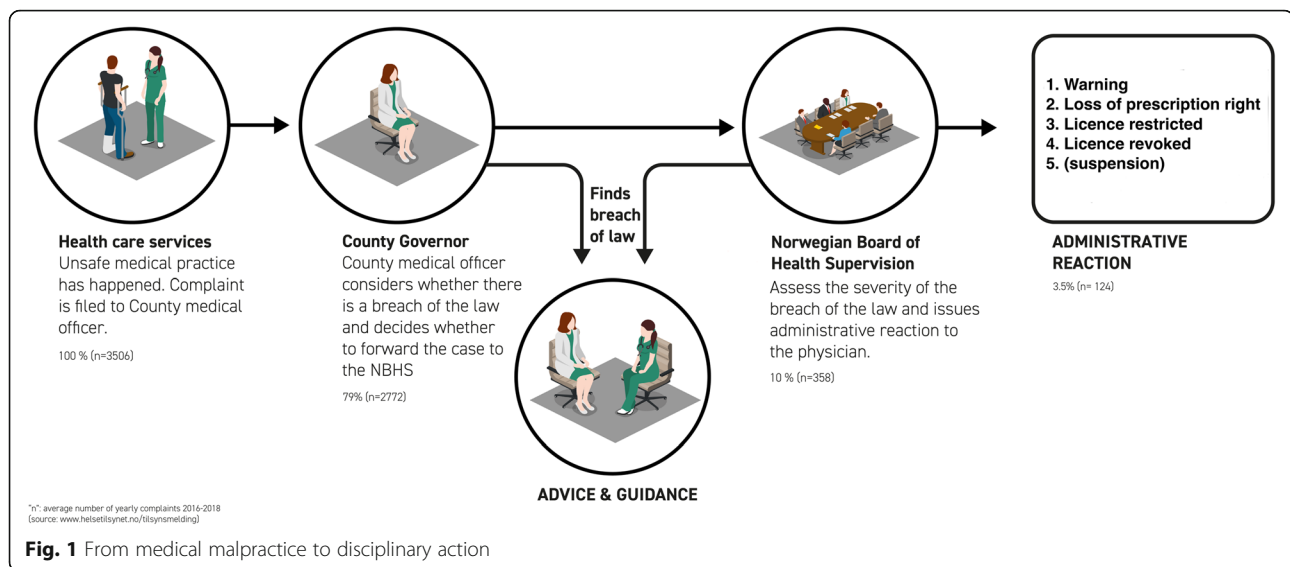 Health care services
Unsafe medical practice
has happened. Complaint
is filed to County medical
officer.
100 % (n=3506)
County Governor
County medical officer
considers whether there
is a breach of the law
and decides whether
to forward the case to
the NBHS
79% (n=2772)
Finds
breach
of law
ADVICE & GUIDANCE
Norwegian Board of
Health Supervision
Assess the severity of the
breach of the law and issues
administrative reaction to
the physician.
10 % (n=358)
1. Warning
2. Loss of prescription right
3. Licence restricted
4. Licence revoked
5. (suspension)
ADMINISTRATIVE
REACTION
3.5% (n= 124)
"n": average number of yearly complaints 2016-2018
(source: www.helsetilsynet.no/tilsynsmelding)
Fig. 1 From medical malpractice to disciplinary action